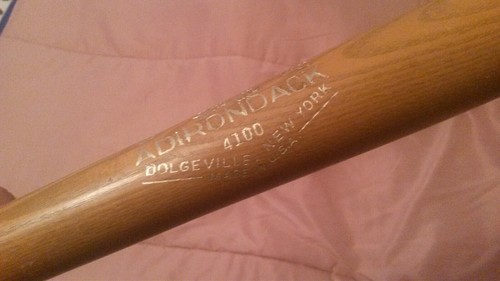 ADIRONDACK
4100
DOLGEVILLE, NEW YORK
U.S.A.